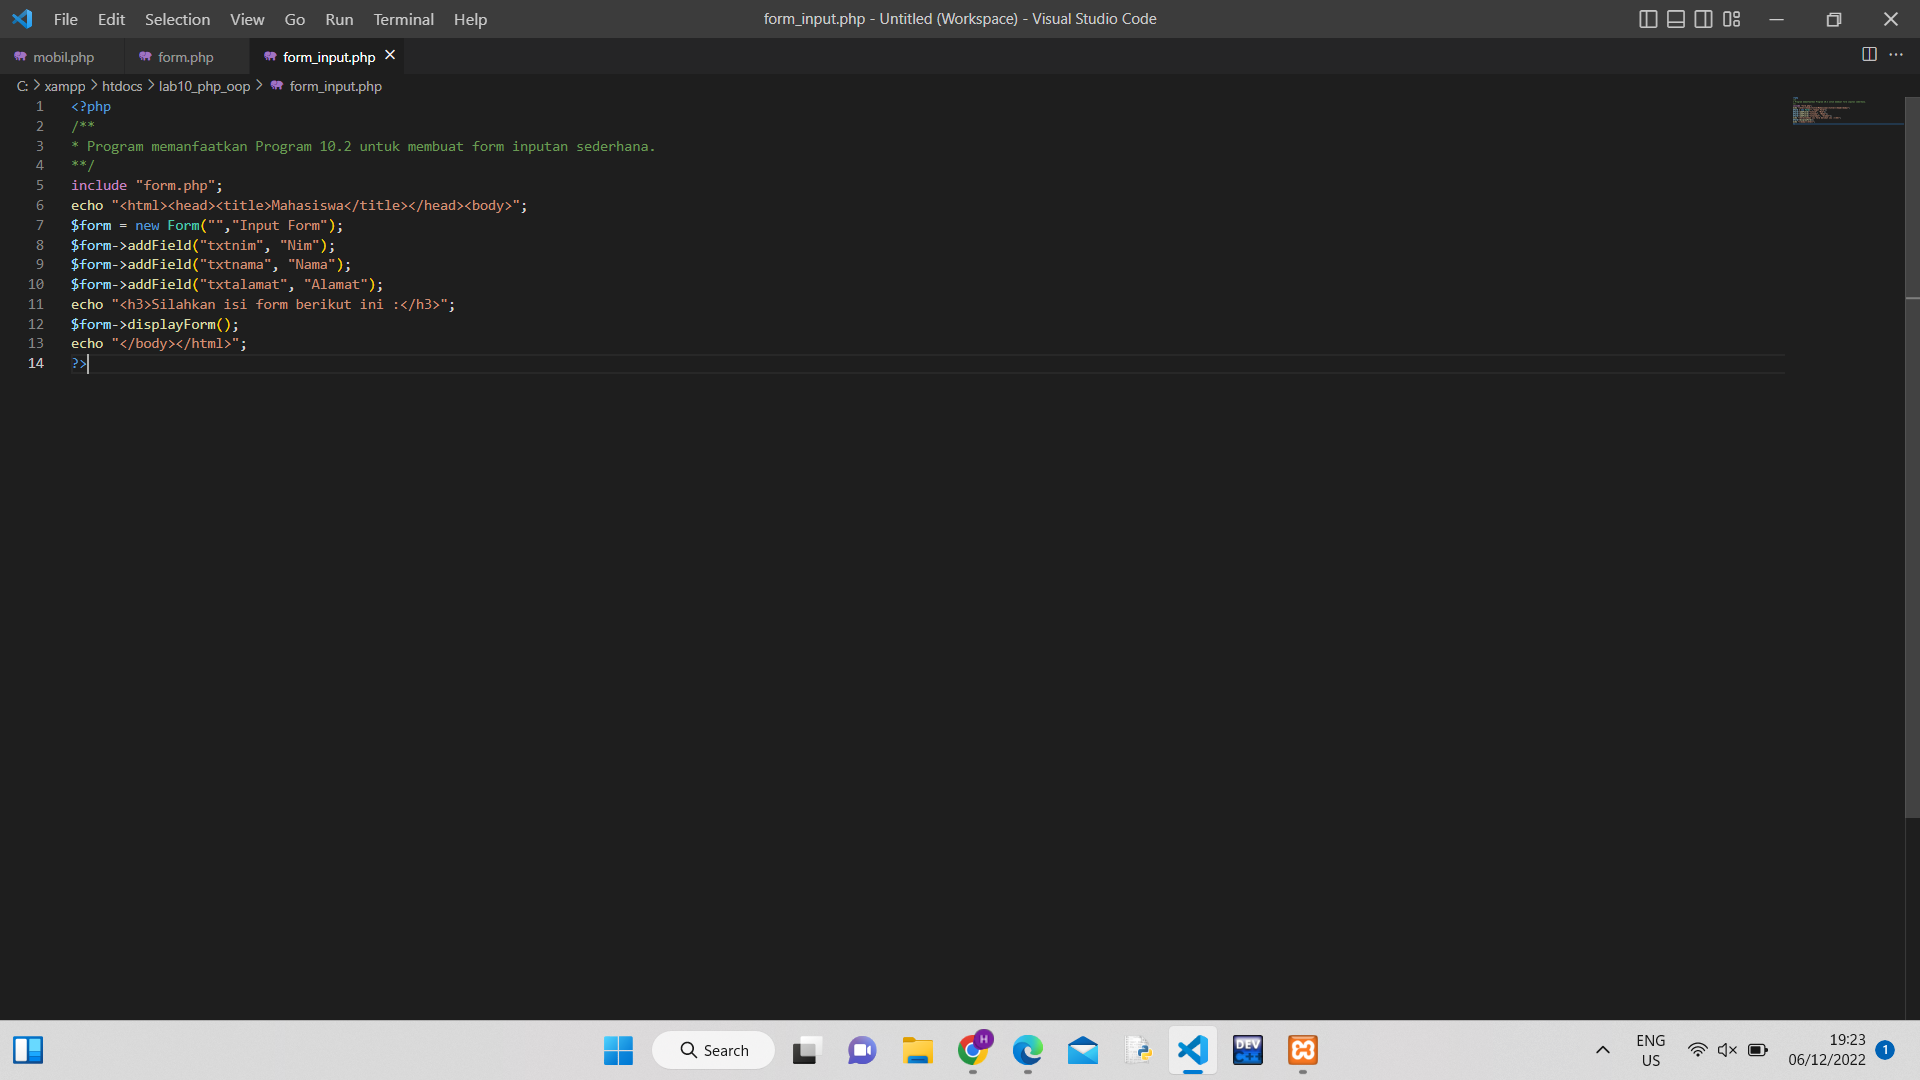 File Edit Selection View Go Run Terminal Help
form_input.php - Untitled (Workspace) - Visual Studio Code
mobil.php form.php form_input.php
C: > xampp > htdocs > lab10_php_oop > form_input.php
1 <?php
2 /**
3 * Program memanfaatkan Program 10.2 untuk membuat form inputan sederhana.
4 **/
5 include "form.php";
6 echo "<html><head><title>Mahasiswa</title></head><body>";
7 $form = new Form("","Input Form");
8 $form->addField("txtnim", "Nim");
9 $form->addField("txtnama", "Nama");
10 $form->addField("txtalamat", "Alamat");
11 echo "<h3>Silahkan isi form berikut ini :</h3>";
12 $form->displayForm();
13 echo "</body></html>";
14 ?>
Search
H
DEV
C++
ENG
US
19:23
06/12/2022
1